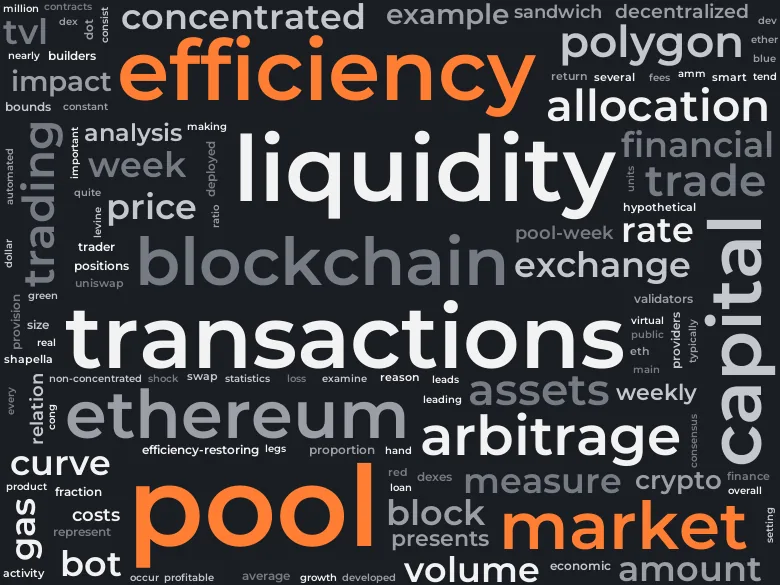 million contracts
tvl
dex
dot
consist
concentrated
example
sandwich
decentralized
dev
nearly builders
efficiency
polygon
ether
blue
impact
return several fees amm smart tend
bounds constant
allocation
trading
important
analysis making
week
deployed
liquidity
financial
units
trade
automated
quite
levine
price
ratio
hypothetical
dollar
trader
positions
uniswap
blockchain
pool-week
rate
exchange
capital
green
provision
size
real
shapella
transactions
validators
virtual
public
eth
main
providers
typically
non-concentrated shock swap statistics loss examine reason leads
every
relation
cong
ethereum
leading
assets
weekly
efficiency-restoring legs proportion hand
arbitrage
consensus
curve
product fraction
gas
costs
represent
pool
red
loan
dexes
measure
crypto
finance
overall
block
presents
market
setting
activity
bot
occur profitable average growth developed
volume
economic
amount